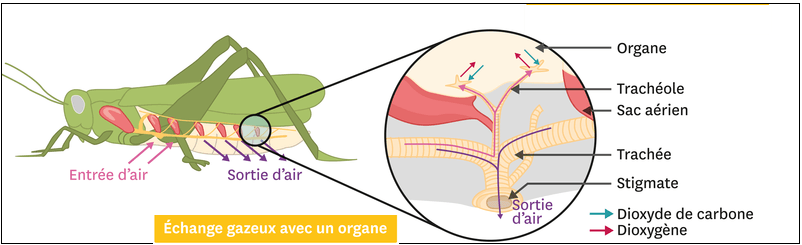 Organe
Trachéole
Sac aérien
Trachée
Stigmate
Entrée d'air
Sortie d'air
Sortie
d'air
Dioxyde de carbone
Dioxygène
Échange gazeux avec un organe